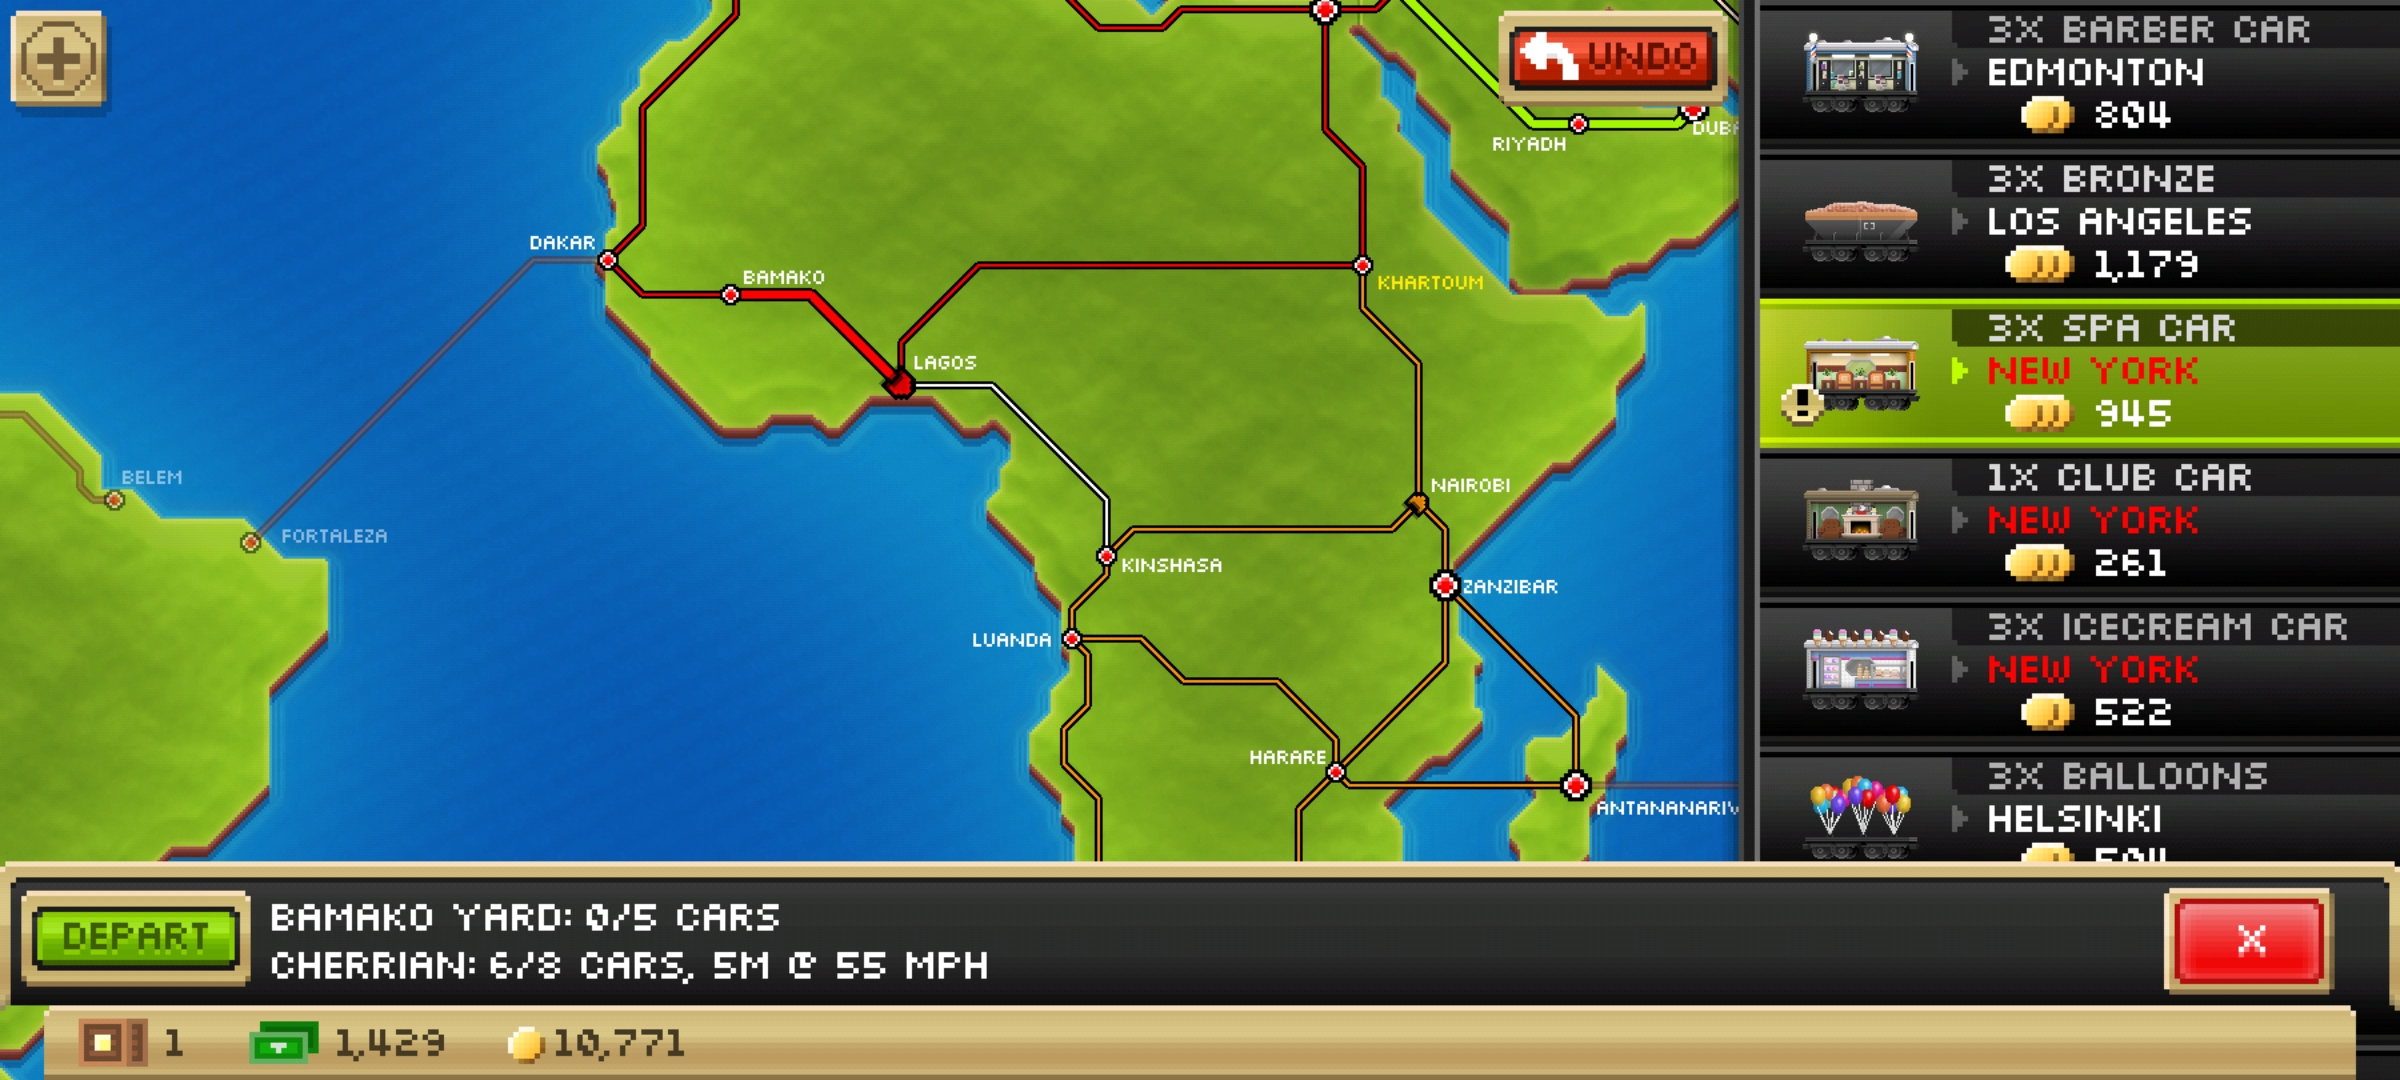 UNDO
RIYADH
DUB
DAKAR
BAMAKO
KHARTOUM
LAGOS
BELEM
FORTALEZA
NAIROBI
KINSHASA
ZANZIBAR
LUANDA
HARARE
ANTANANARIV
3X BARBER CAR
EDMONTON
804
3X BRONZE
LOS ANGELES
1,179
3X SPA CAR
NEW YORK
945
1X CLUB CAR
NEW YORK
261
3X ICECREAM CAR
NEW YORK
522
3X BALLOONS
HELSINKI
DEPART
BAMAKO YARD: 0/5 CARS
CHERRIAN: 6/8 CARS, 5M @ 55 MPH
X
1
1,429
10,771